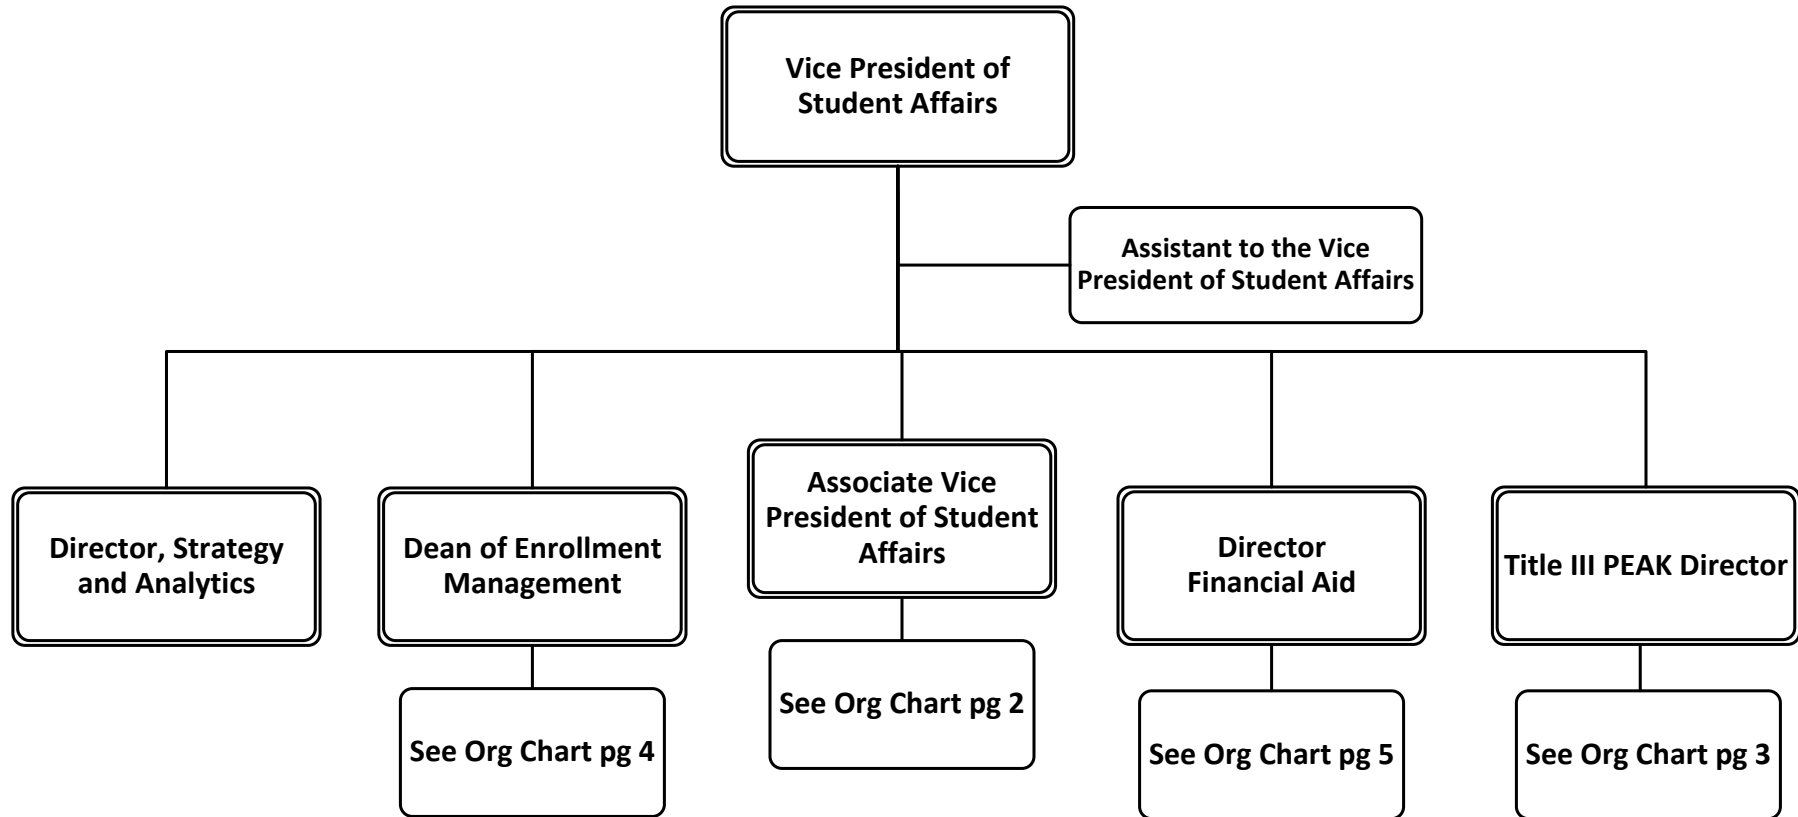 Vice President of
Student Affairs
Assistant to the Vice
President of Student Affairs
Director, Strategy
and Analytics
Dean of Enrollment
Management
Associate Vice
President of Student
Affairs
Director
Financial Aid
Title III PEAK Director
See Org Chart pg 4
See Org Chart pg 2
See Org Chart pg 5
See Org Chart pg 3